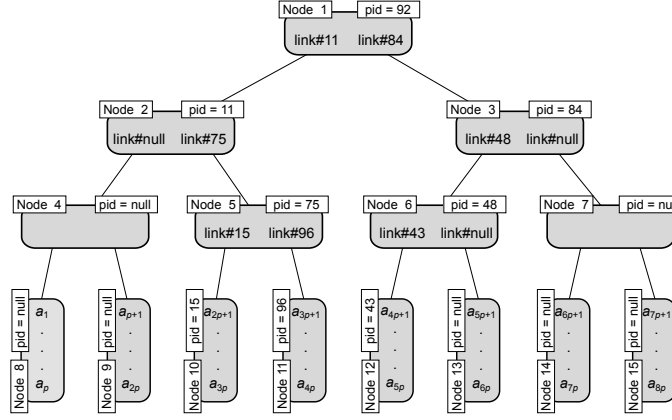 Node 1 pid = 92
link#11 link#84
Node 2 pid = 11 Node 3 pid = 84
link#null link#75 link#48 link#null
Node 4 pid = null Node 5 pid = 75 Node 6 pid = 48 Node 7 pid = nu
link#15 link#96 link#43 link#null
Node 8 pid = null a1 . . . ap
Node 9 pid = null ap+1 . . . a2p
Node 10 pid = 15 a2p+1 . . . a3p
Node 11 pid = 96 a3p+1 . . . a4p
Node 12 pid = 43 a4p+1 . . . a5p
Node 13 pid = null a5p+1 . . . a6p
Node 14 pid = null a6p+1 . . . a7p
Node 15 pid = null a7p+1 . . . a8p